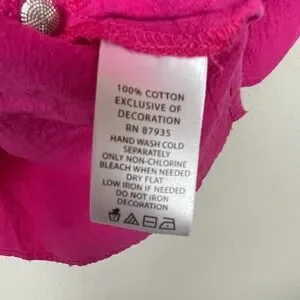 100% COTTON
EXCLUSIVE OF
DECORATION
RN 87935
HAND WASH COLD
SEPARATELY
ONLY NON-CHLORINE
BLEACH WHEN NEEDED
DRY FLAT
LOW IRON IF NEEDED
DO NOT IRON
DECORATION